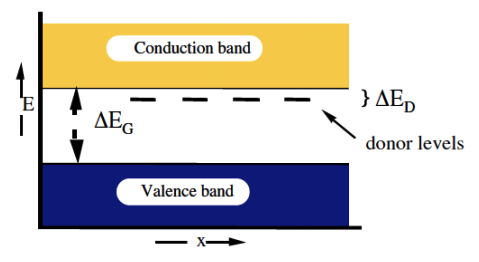 Conduction band
E
} ΔE_D
ΔE_G
donor levels
Valence band
x